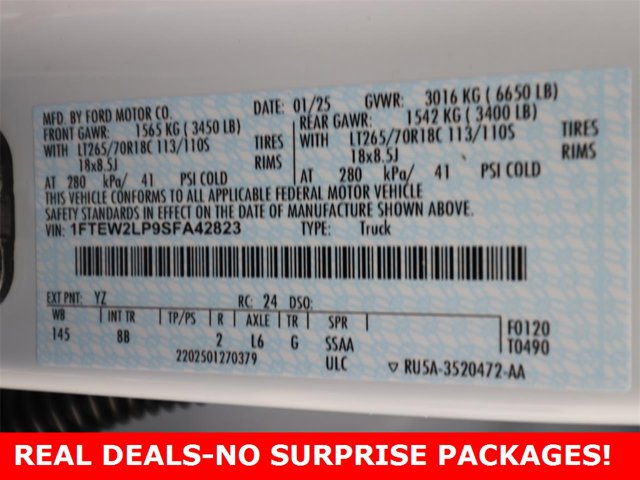 MFD. BY FORD MOTOR CO. DATE: 01/25 GVWR: 3016 KG ( 6650 LB)
FRONT GAWR: 1565 KG ( 3450 LB) REAR GAWR: 1542 KG ( 3400 LB)
WITH LT265/70R18C 113/110S TIRES WITH LT265/70R18C 113/110S TIRES
18x8.5J RIMS 18x8.5J RIMS
AT 280 kPa/ 41 PSI COLD AT 280 kPa/ 41 PSI COLD
THIS VEHICLE CONFORMS TO ALL APPLICABLE FEDERAL MOTOR VEHICLE
SAFETY STANDARDS IN EFFECT ON THE DATE OF MANUFACTURE SHOWN ABOVE.
VIN: 1FTEW2LP9SFA42823 TYPE: Truck
EXT PNT: YZ RC: 24 DSO:
WB INT TR TP/PS R AXLE TR SPR F0120
145 8B 2 L6 G SSAA T0490
2202501270379 ULC RU5A-3520472-AA
REAL DEALS-NO SURPRISE PACKAGES!